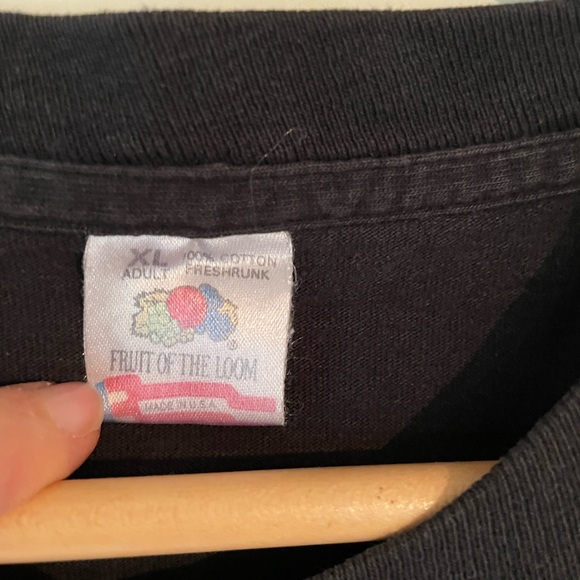 XL 100% COTTON
ADULT PRESHRUNK
®
FRUIT OF THE LOOM
MADE IN U.S.A.